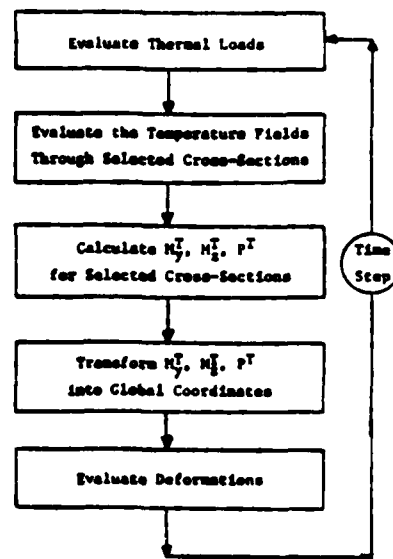 Evaluate Thermal Loads
Evaluate the Temperature Fields
Through Selected Cross-Sections
Calculate M_y^T, M_z^T, P^T
for Selected Cross-Sections
Transform M_y^T, M_z^T, P^T
into Global Coordinates
Evaluate Deformations
Time
Step